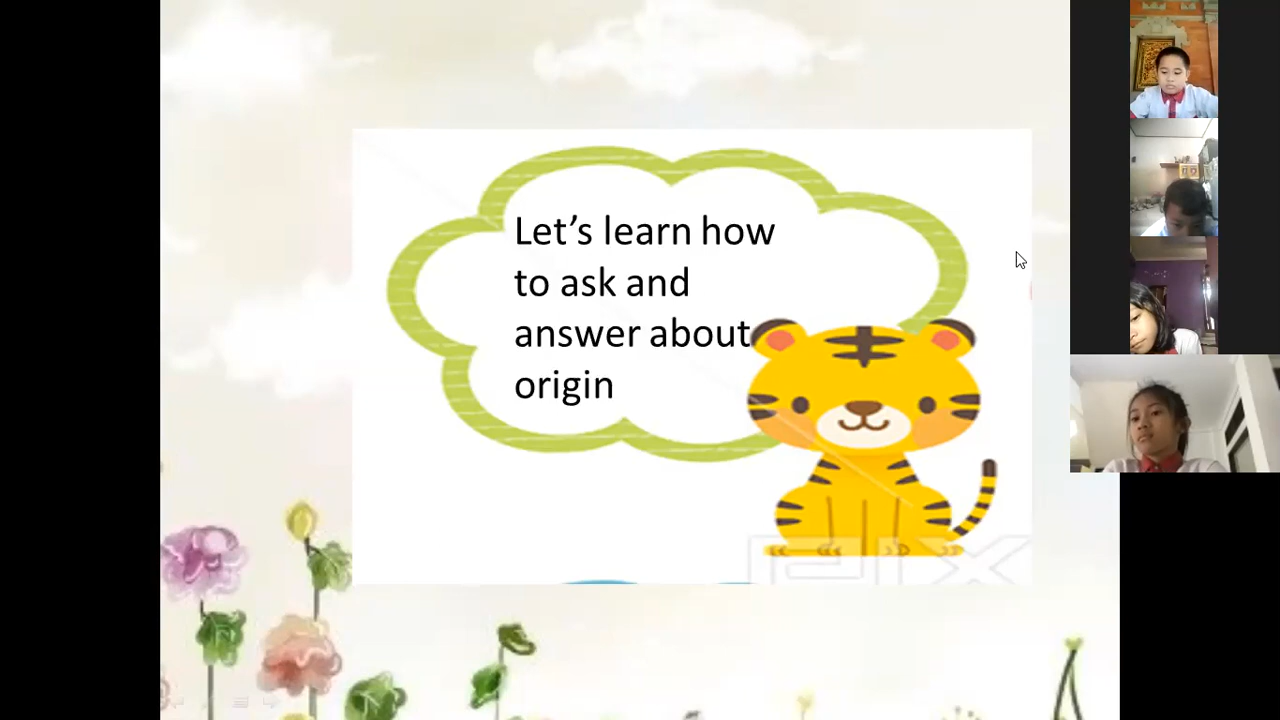 Let’s learn how
to ask and
answer about
origin